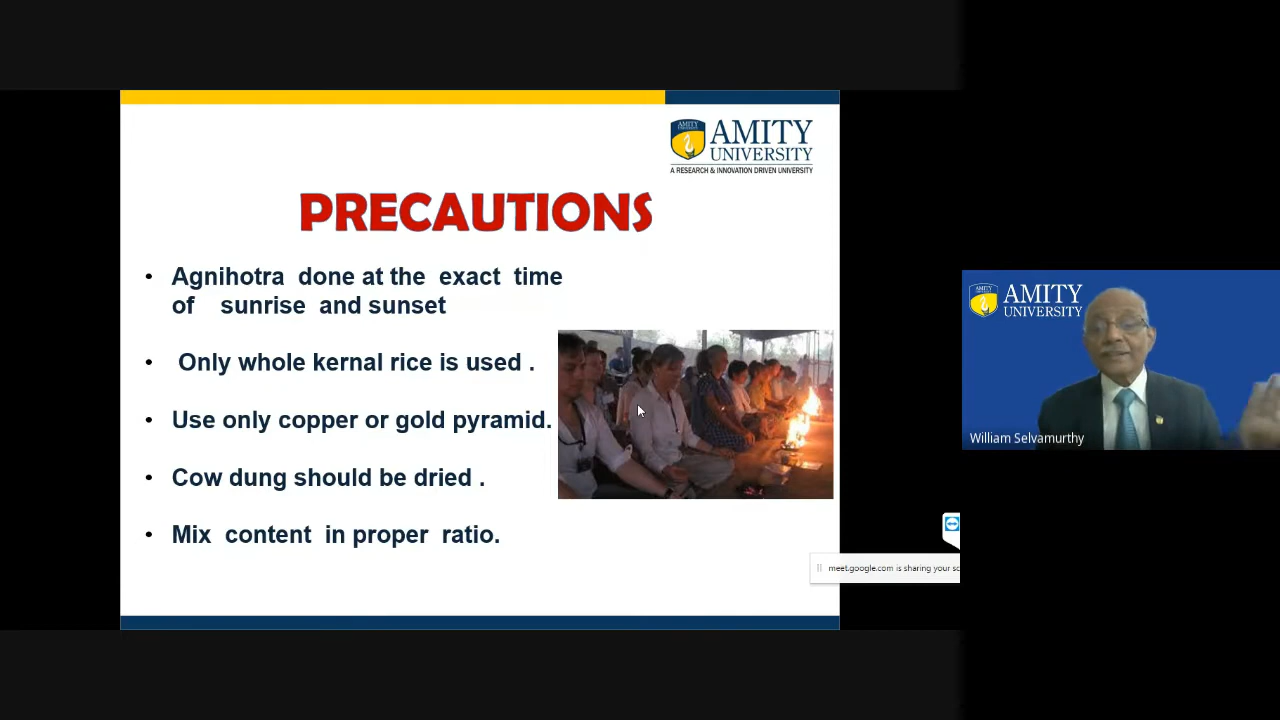 AMITY
UNIVERSITY
A RESEARCH & INNOVATION DRIVEN UNIVERSITY
PRECAUTIONS
• Agnihotra done at the exact time
of sunrise and sunset
• Only whole kernal rice is used .
• Use only copper or gold pyramid.
• Cow dung should be dried .
• Mix content in proper ratio.
AMITY
UNIVERSITY
William Selvamurthy
meet.google.com is sharing your sc